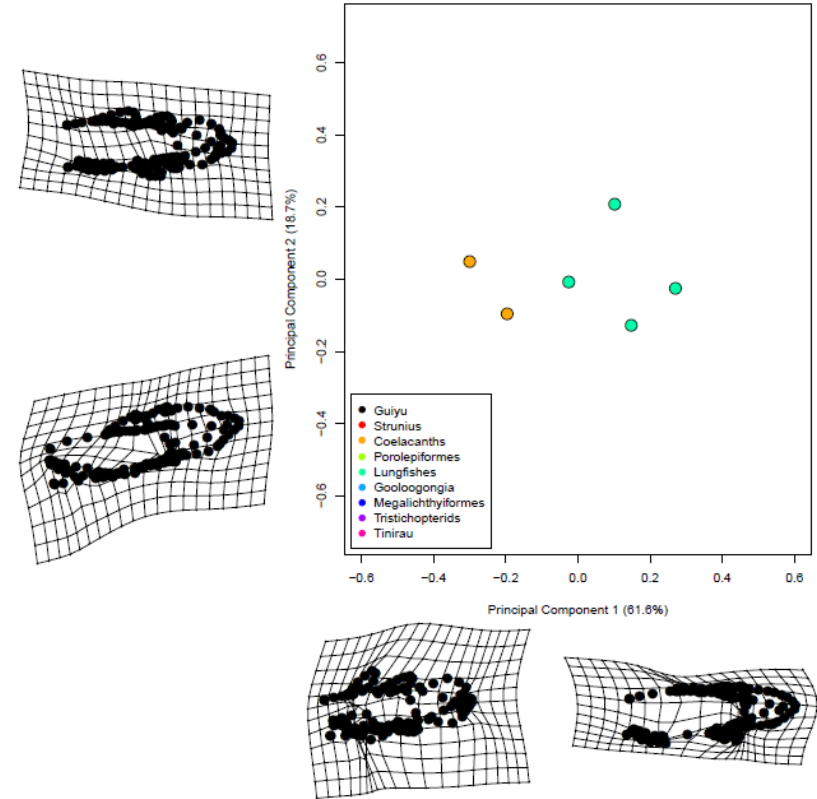 0.6
0.4
0.2
0.0
−0.2
−0.4
−0.6
Principal Component 2 (18.7%)
Guiyu
Strunius
Coelacanths
Porolepiformes
Lungfishes
Gooloogongia
Megalichthyiformes
Tristichopterids
Tinirau
−0.6 −0.4 −0.2 0.0 0.2 0.4 0.6
Principal Component 1 (61.6%)